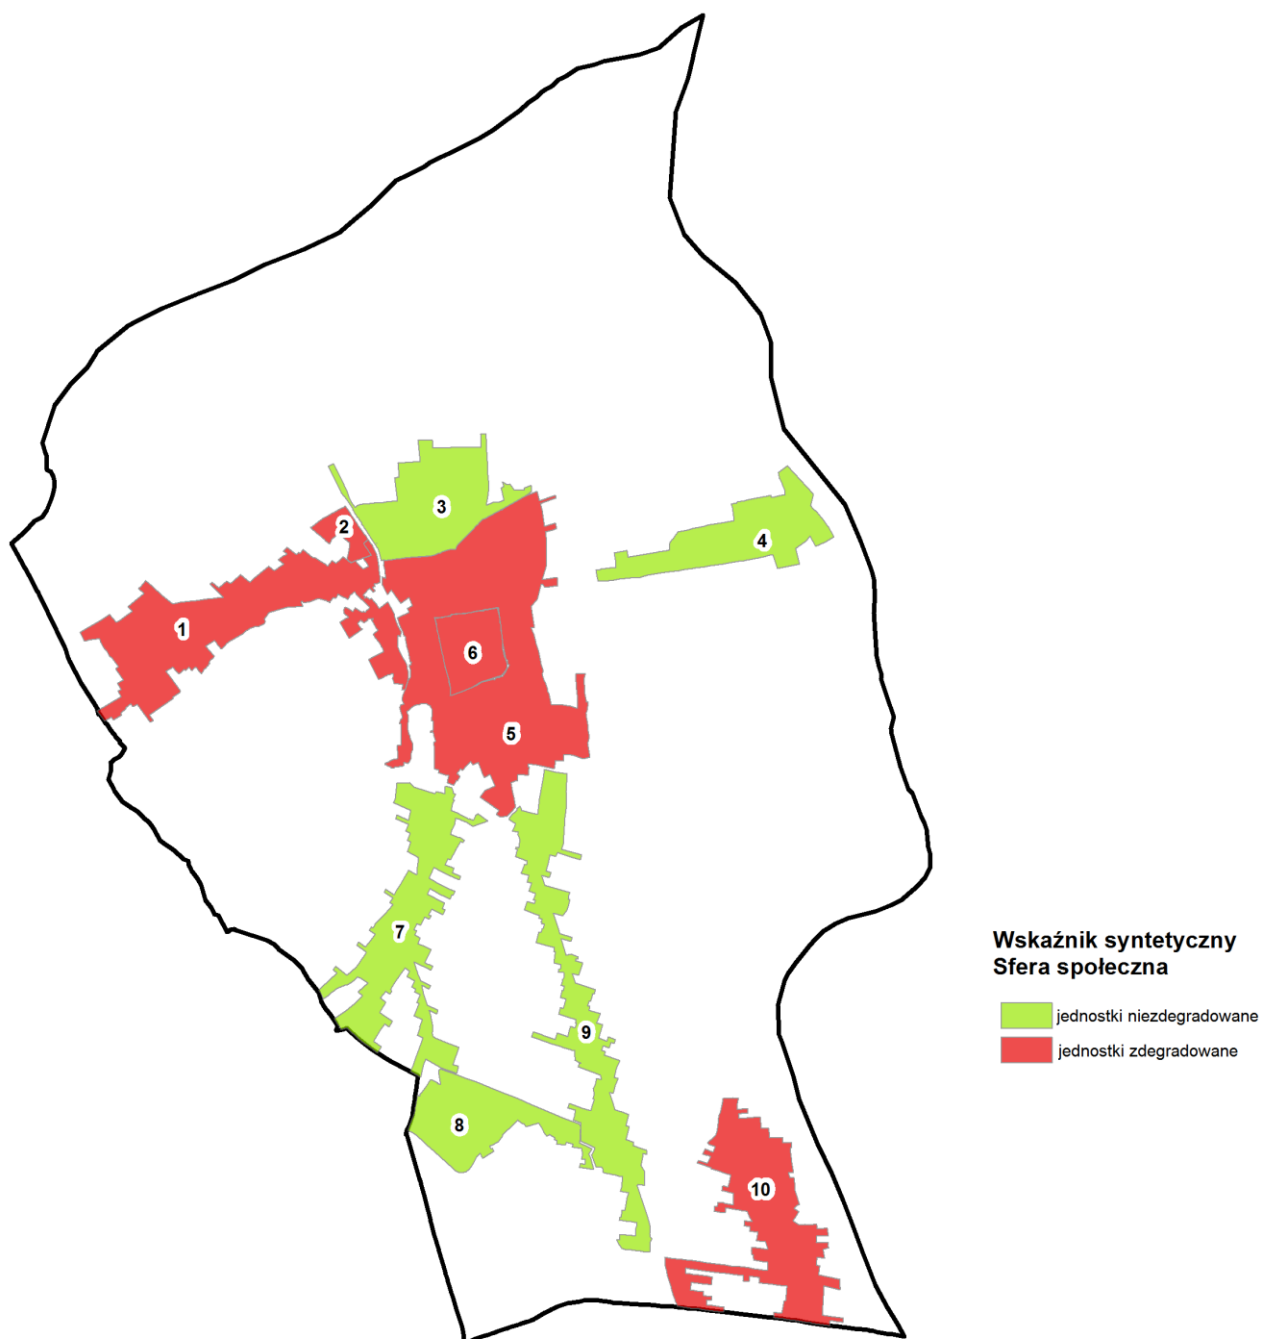 3
2
4
1
6
5
7
9
8
10
Wskaźnik syntetyczny
Sfera społeczna
jednostki niezdegradowane
jednostki zdegradowane